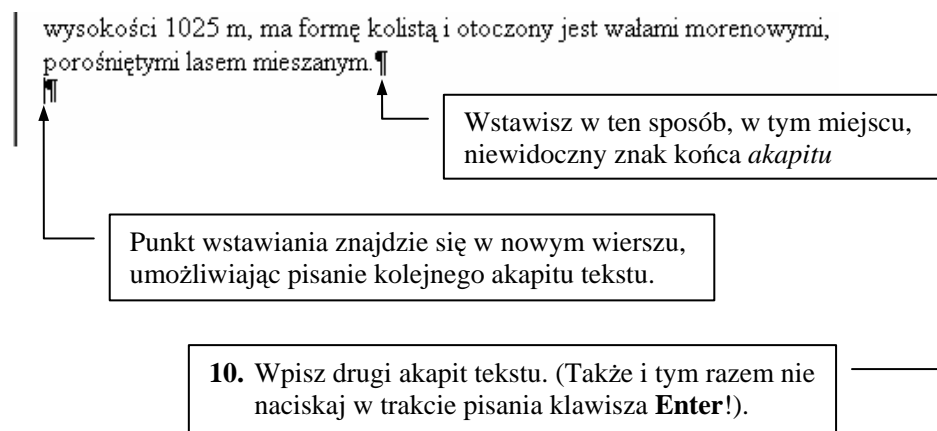 wysokości 1025 m, ma formę kolistą i otoczony jest wałami morenowymi,
porośniętymi lasem mieszanym.¶
¶
Wstawisz w ten sposób, w tym miejscu,
niewidoczny znak końca akapitu
Punkt wstawiania znajdzie się w nowym wierszu,
umożliwiając pisanie kolejnego akapitu tekstu.
10. Wpisz drugi akapit tekstu. (Także i tym razem nie
naciskaj w trakcie pisania klawisza Enter!).